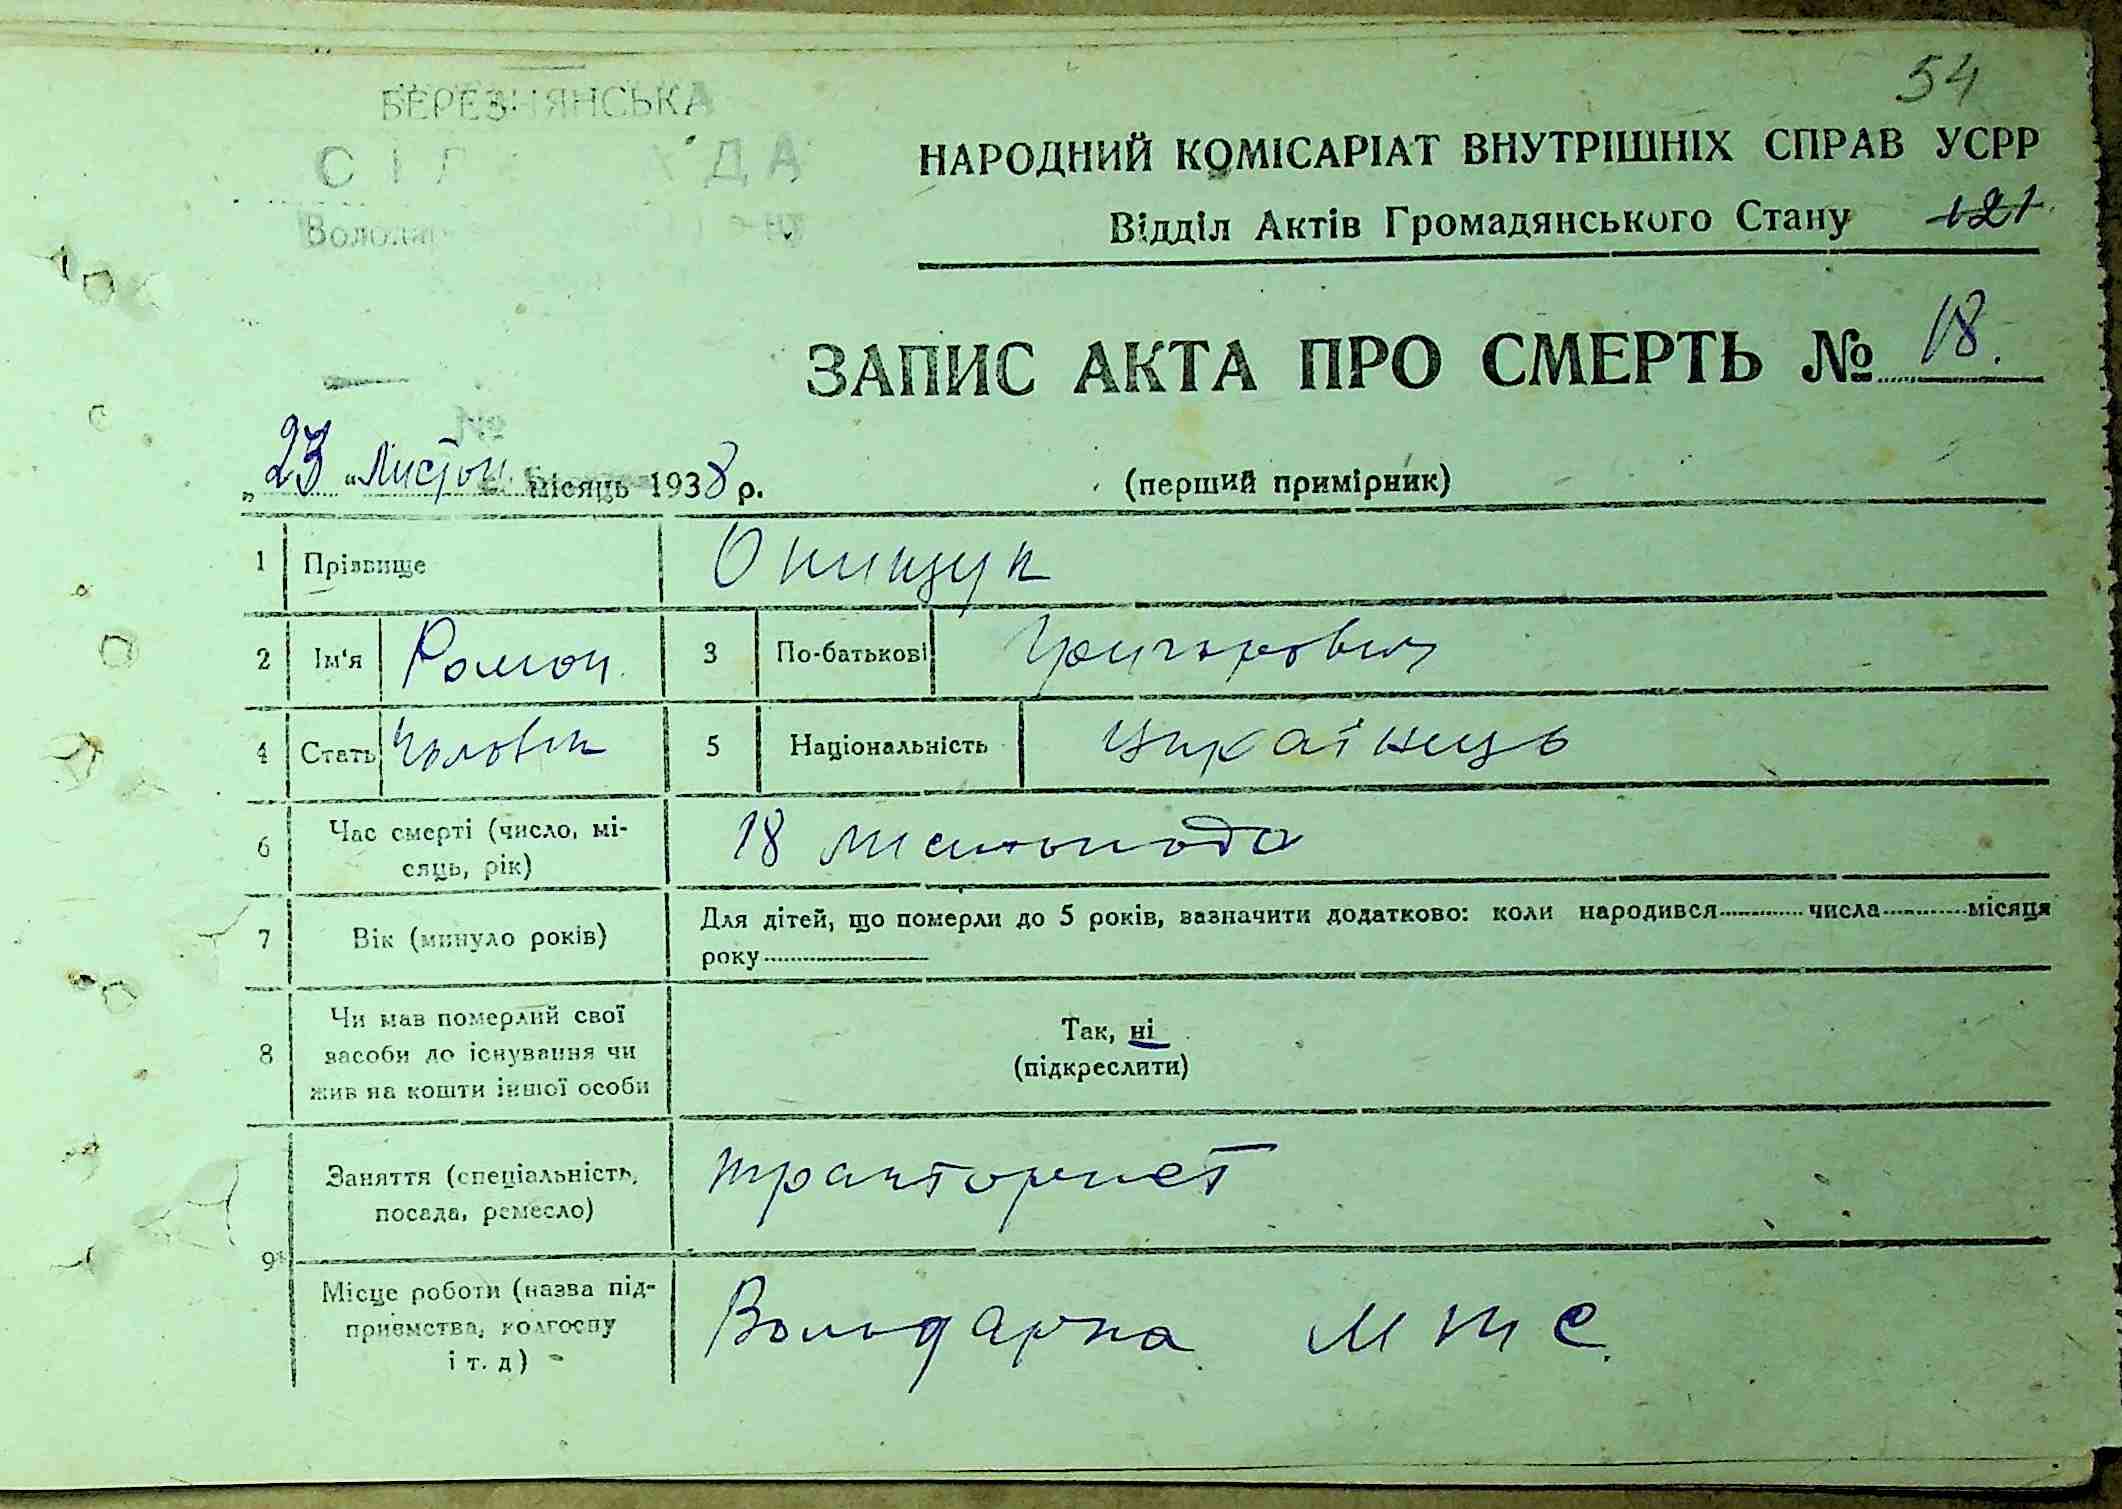 54
БЕРЕЗНЯНСЬКА
НАРОДНИЙ КОМІСАРІАТ ВНУТРІШНІХ СПРАВ УСРР
Відділ Актів Громадянського Стану 121
ЗАПИС АКТА ПРО СМЕРТЬ № 18.
"23" Листоп місяць 1938 р. (перший примірник)
1 Прізвище Онищук
2 Ім'я Роман 3 По-батькові Григорович
4 Стать Чоловік 5 Національність Українець
6 Час смерті (число, мі-
сяць, рік) 18 листопада
7 Вік (минуло років) Для дітей, що померли до 5 років, зазначити додатково: коли народився числа місяця
року
8 Чи мав померлий свої
засоби до існування чи
жив на кошти іншої особи
Так, ні
(підкреслити)
9 Заняття (спеціальність,
посада, ремесло) тракторист
Місце роботи (назва під-
приємства, колгоспу
і т. д) Володарка МТС.